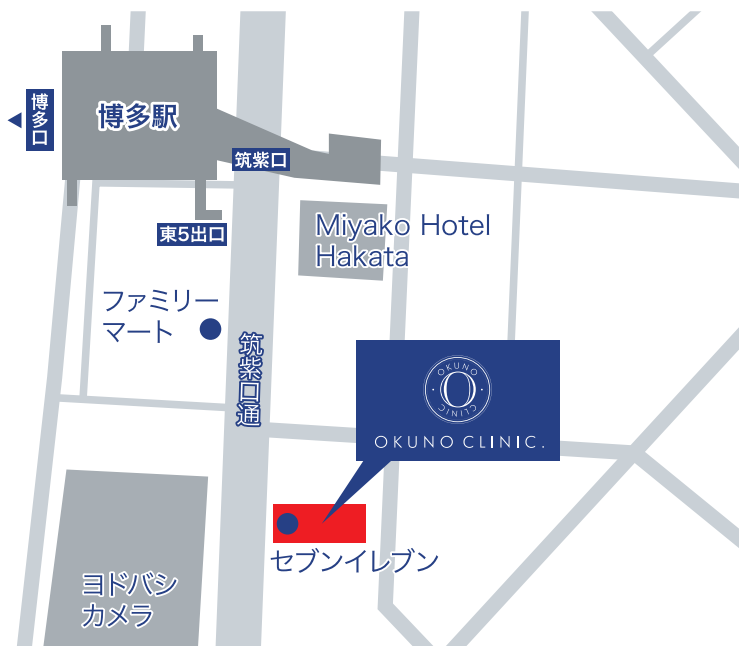 博多口
博多駅
筑紫口
東5出口
Miyako Hotel
Hakata
ファミリー
マート
筑紫口通
OKUNO
CLINIC
O
OKUNO CLINIC.
セブンイレブン
ヨドバシ
カメラ